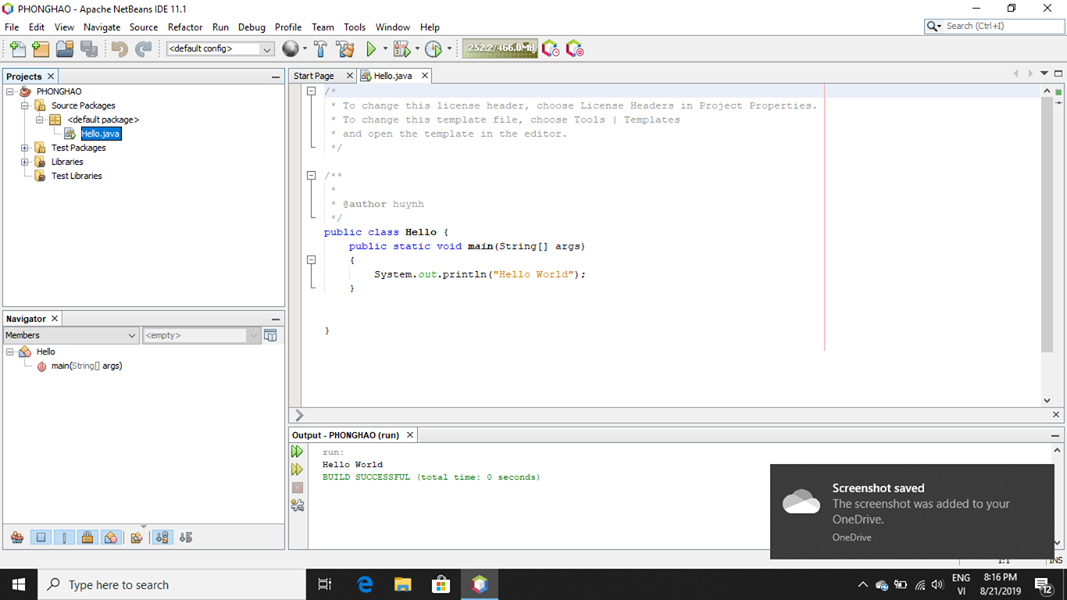 PHONGHAO - Apache NetBeans IDE 11.1
File Edit View Navigate Source Refactor Run Debug Profile Team Tools Window Help
Search (Ctrl+I)
<default config>
252.2/466.0MB
Projects
PHONGHAO
Source Packages
<default package>
Hello.java
Test Packages
Libraries
Test Libraries
Start Page Hello.java
/*
* To change this license header, choose License Headers in Project Properties.
* To change this template file, choose Tools | Templates
* and open the template in the editor.
*/
/**
*
* @author huynh
*/
public class Hello {
public static void main(String[] args)
{
System.out.println("Hello World");
}
}
Navigator
Members <empty>
Hello
main(String[] args)
Output - PHONGHAO (run)
run:
Hello World
BUILD SUCCESSFUL (total time: 0 seconds)
Screenshot saved
The screenshot was added to your
OneDrive.
OneDrive
1:1 INS
Type here to search
ENG
VI
8:16 PM
8/21/2019
12